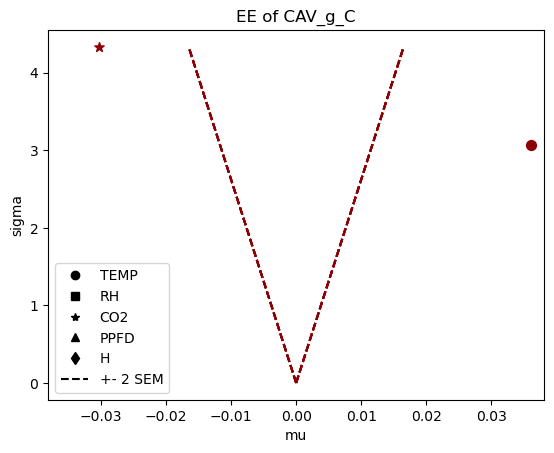 EE of CAV_g_C
sigma
4
3
2
1
0
TEMP
RH
CO2
PPFD
H
+- 2 SEM
−0.03 −0.02 −0.01 0.00 0.01 0.02 0.03
mu